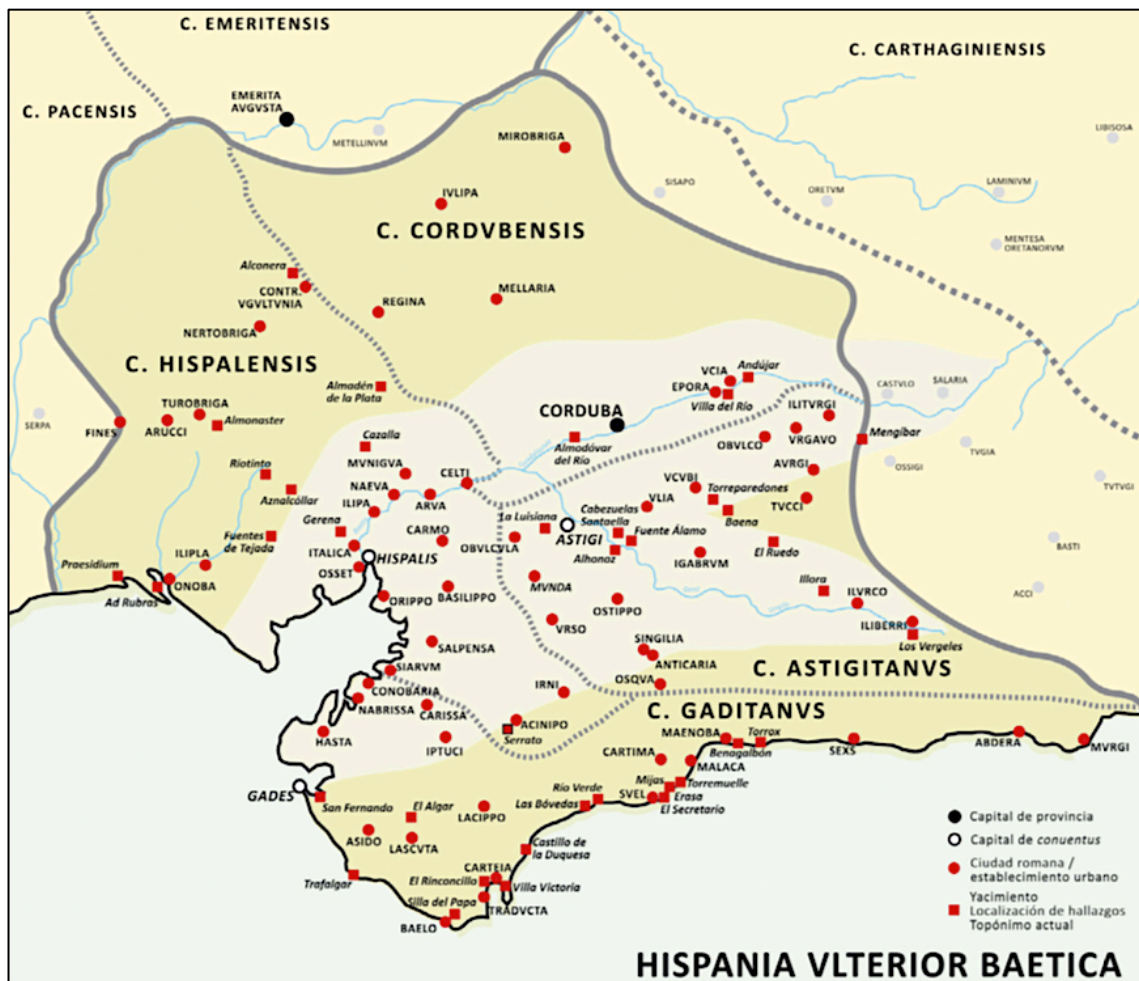 C. EMERITENSIS
C. CARTHAGINIENSIS
C. PACENSIS
EMERITA
AVGVSTA
METELLINVM
MIROBRIGA
LIBISOSA
SISAPO
ORETVM
LAMINIVM
IVLIPA
C. CORDVBENSIS
MENTESA
ORETANORVM
Alconera
CONTR.
VGVLTVNIA
REGINA
MELLARIA
NERTOBRIGA
C. HISPALENSIS
Almadén
de la Plata
VCIA
Andújar
EPORA
Villa del Río
CASTVLO
SALARIA
SERPA
FINES
TUROBRIGA
ARUCCI
Almonaster
CORDUBA
Almodóvar
del Río
ILITVRGI
OBVLCO
VRGAVO
Mengíbar
Cazalla
TVGIA
OSSIGI
Ríotinto
MVNIGVA
CELTI
AVRGI
TVTVGI
Aznalcóllar
NAEVA
ARVA
VCVBI
Torreparedones
TVCCI
ILIPA
La Luisiana
Cabezuelas
Santaella
VLIA
Baena
Fuentes
de Tejada
Gerena
CARMO
OBVLCVLA
ASTIGI
Fuente Álamo
BASTI
ITALICA
HISPALIS
Alhonoz
IGABRVM
El Ruedo
ILIPLA
OSSET
Praesidium
ONOBA
Ad Rubras
ORIPPO
BASILIPPO
MVNDA
OSTIPPO
Illora
ILVRCO
ACCI
VRSO
ILIBERRI
Los Vergeles
SALPENSA
SINGILIA
ANTICARIA
SIARVM
C. ASTIGITANVS
CONOBARIA
OSQVA
IRNI
NABRISSA
CARISSA
C. GADITANVS
ACINIPO
Serrato
HASTA
IPTUCI
MAENOBA
Torrox
Benagalbón
SEXS
ABDERA
MVRGI
CARTIMA
MALACA
GADES
San Fernando
El Algar
LACIPPO
Río Verde
Las Bóvedas
Mijas
Torremuelle
SVEL
Erasa
El Secretario
ASIDO
LASCVTA
Castillo de
la Duquesa
Trafalgar
CARTEIA
El Rinconcillo
Villa Victoria
Silla del Papa
TRADVCTA
BAELO
Capital de provincia
Capital de conuentus
Ciudad romana /
establecimiento urbano
Yacimiento
Localización de hallazgos
Topónimo actual
HISPANIA VLTERIOR BAETICA